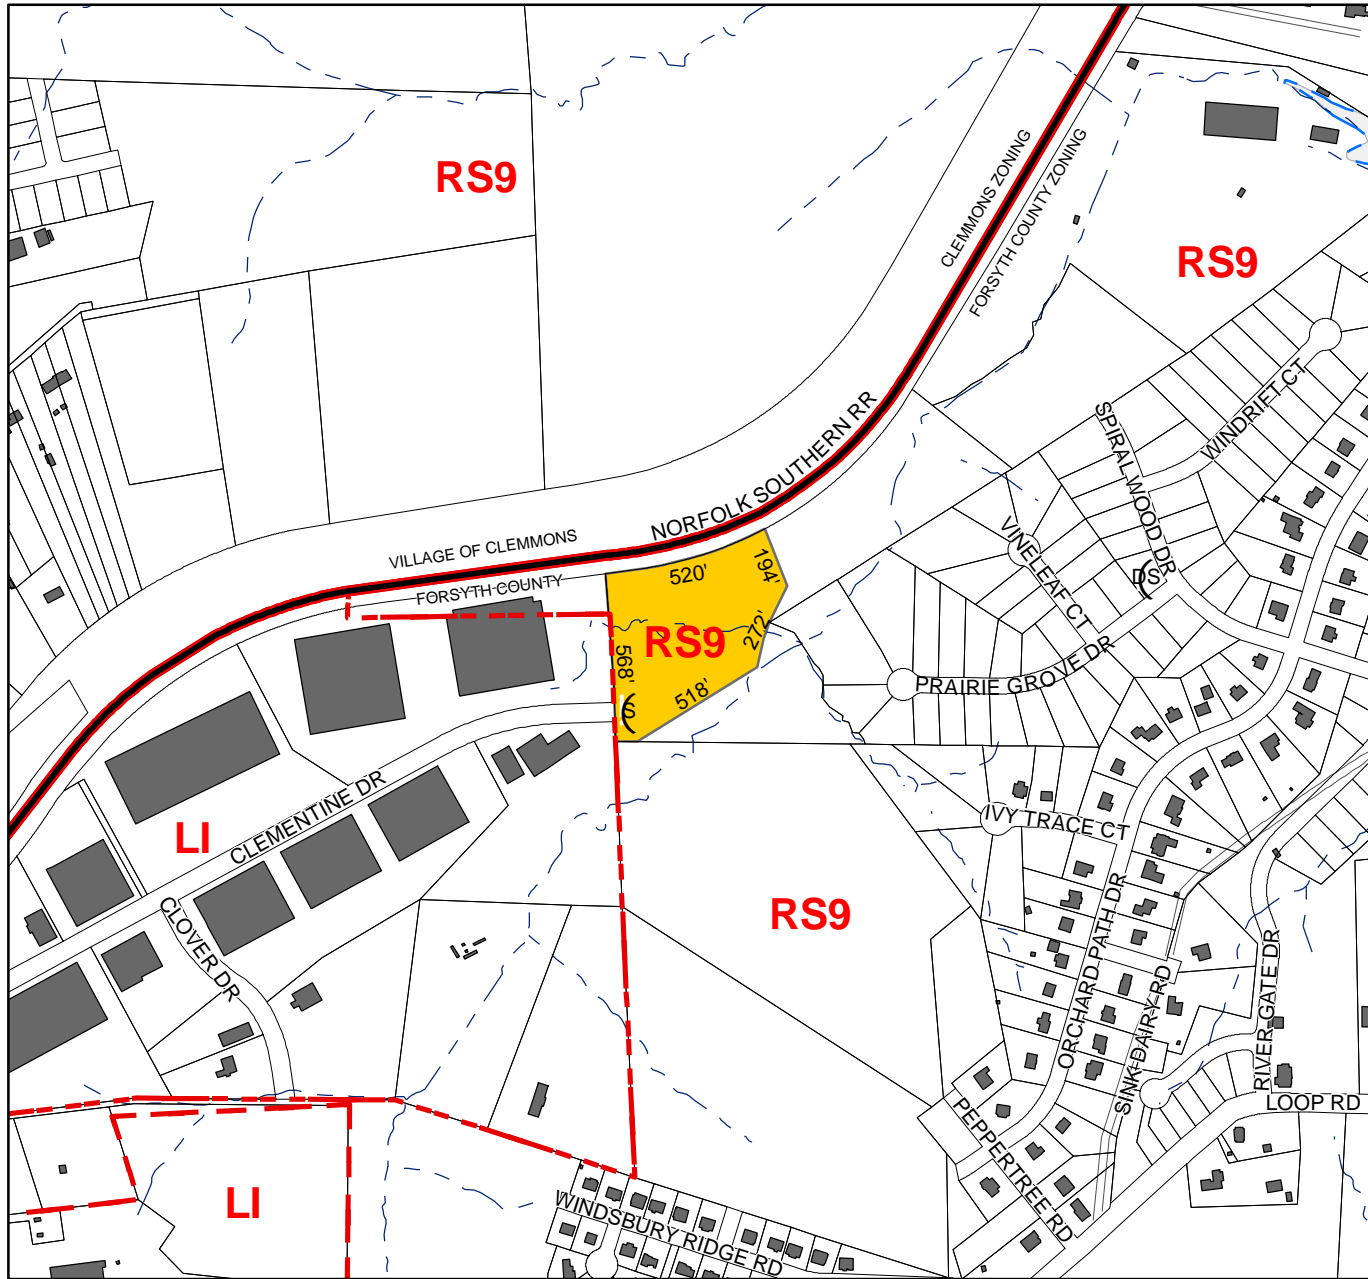 RS9
CLEMMONS ZONING
FORSYTH COUNTY ZONING
RS9
WINDRIFT CT
SPIRALWOOD DR
NORFOLK SOUTHERN RR
VILLAGE OF CLEMMONS
FORSYTH COUNTY
VINELEAF CT
DS
520'
194'
RS9
272'
568'
518'
S
PRAIRIE GROVE DR
LI
CLEMENTINE DR
IVY TRACE CT
RS9
CLOVER DR
ORCHARD PATH DR
SINK DAIRY RD
RIVER GATE DR
LOOP RD
PEPPERTREE RD
LI
WINDSBURY RIDGE RD